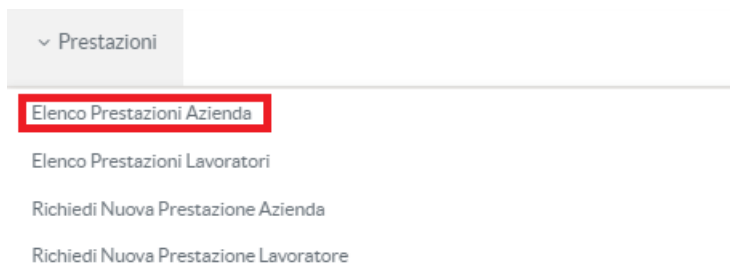 Prestazioni
Elenco Prestazioni Azienda
Elenco Prestazioni Lavoratori
Richiedi Nuova Prestazione Azienda
Richiedi Nuova Prestazione Lavoratore